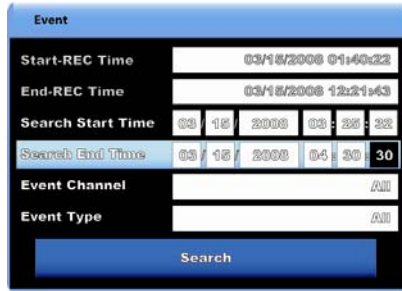 Event
Start-REC Time 03/15/2008 01:40:22
End-REC Time 03/15/2008 12:21:43
Search Start Time 03 / 15 / 2008 03 : 25 : 32
Search End Time 03 / 15 / 2008 04 : 30 : 30
Event Channel All
Event Type All
Search